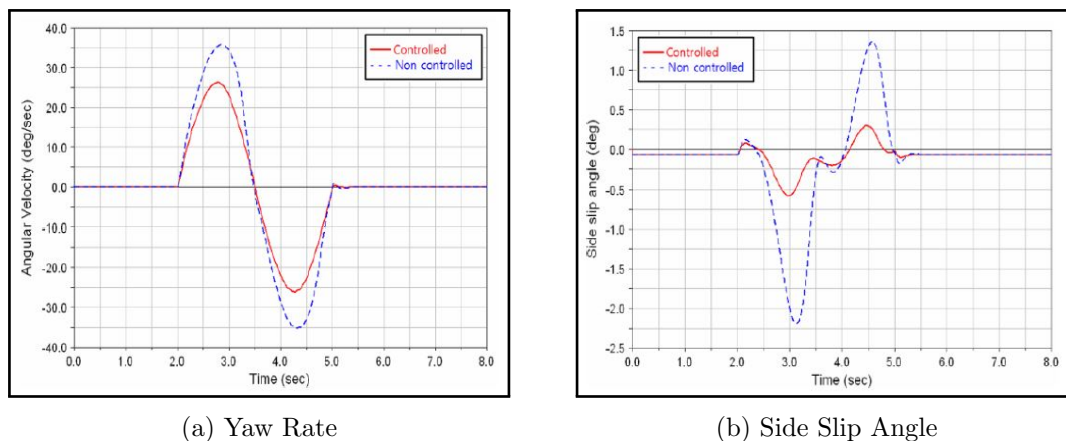 40.0
30.0
20.0
10.0
0.0
-10.0
-20.0
-30.0
-40.0
Angular Velocity (deg/sec)
Controlled
Non controlled
0.0 1.0 2.0 3.0 4.0 5.0 6.0 7.0 8.0
Time (sec)
(a) Yaw Rate
1.5
1.0
0.5
0.0
-0.5
-1.0
-1.5
-2.0
-2.5
Side slip angle (deg)
Controlled
Non controlled
0.0 1.0 2.0 3.0 4.0 5.0 6.0 7.0 8.0
Time (sec)
(b) Side Slip Angle